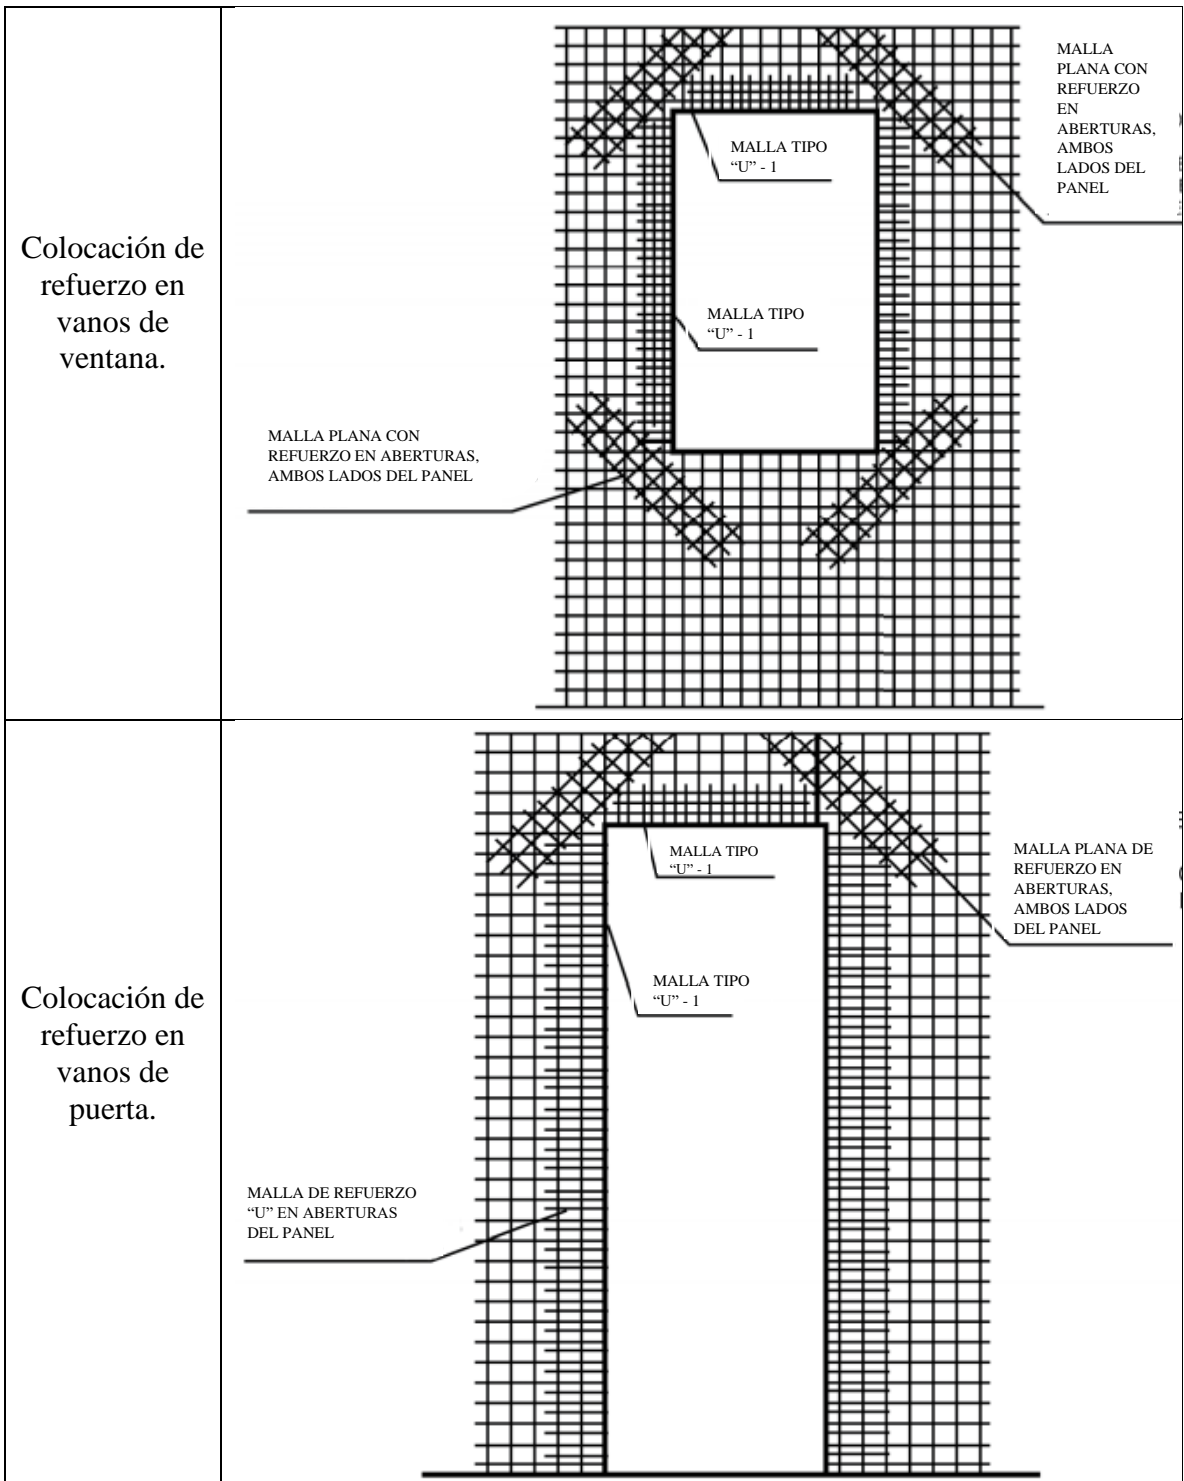 Colocación de
refuerzo en
vanos de
ventana.
MALLA
PLANA CON
REFUERZO
EN
ABERTURAS,
AMBOS
LADOS DEL
PANEL
MALLA TIPO
“U” - 1
MALLA TIPO
“U” - 1
MALLA PLANA CON
REFUERZO EN ABERTURAS,
AMBOS LADOS DEL PANEL
Colocación de
refuerzo en
vanos de
puerta.
MALLA TIPO
“U” - 1
MALLA PLANA DE
REFUERZO EN
ABERTURAS,
AMBOS LADOS
DEL PANEL
MALLA TIPO
“U” - 1
MALLA DE REFUERZO
“U” EN ABERTURAS
DEL PANEL